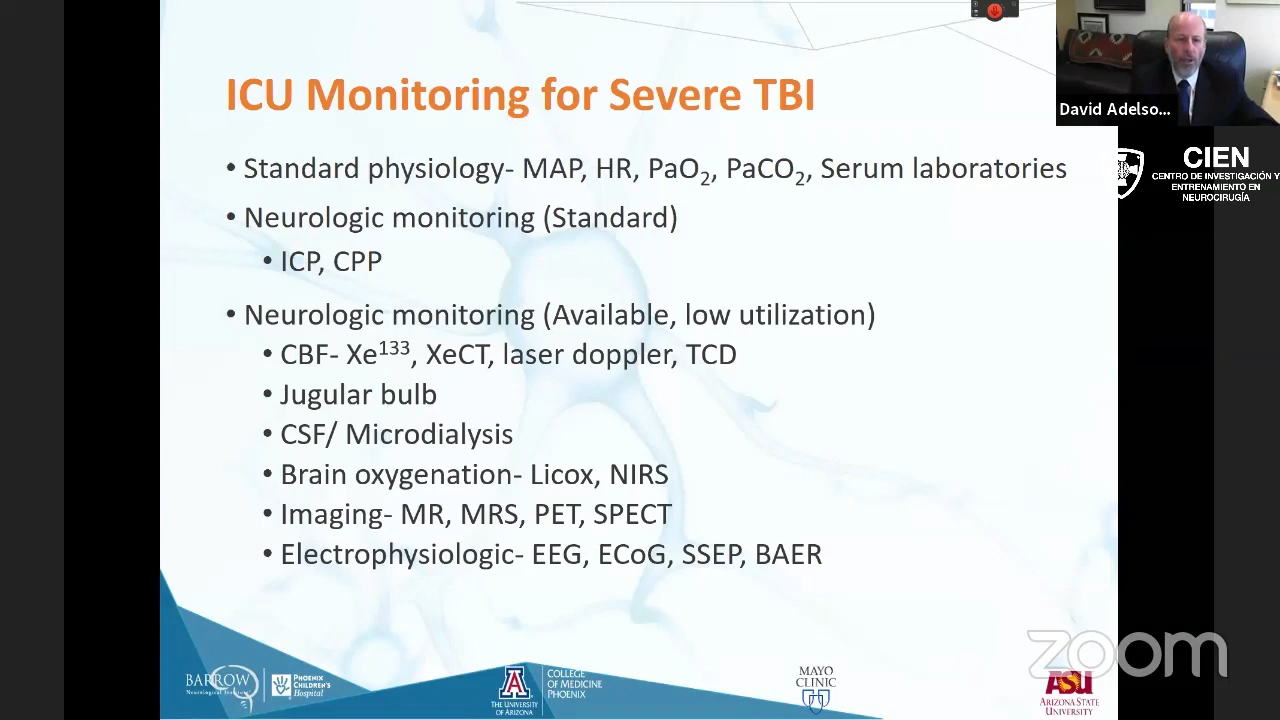 ICU Monitoring for Severe TBI
• Standard physiology- MAP, HR, PaO₂, PaCO₂, Serum laboratories
• Neurologic monitoring (Standard)
• ICP, CPP
• Neurologic monitoring (Available, low utilization)
• CBF- Xe¹³³, XeCT, laser doppler, TCD
• Jugular bulb
• CSF/ Microdialysis
• Brain oxygenation- Licox, NIRS
• Imaging- MR, MRS, PET, SPECT
• Electrophysiologic- EEG, ECoG, SSEP, BAER
David Adelso...
CIEN
CENTRO DE INVESTIGACIÓN Y
ENTRENAMIENTO EN
NEUROCIRUGÍA
BARROW
Neurological Institute
PHOENIX
CHILDREN'S
Hospital
A
THE UNIVERSITY
OF ARIZONA
COLLEGE
OF MEDICINE
PHOENIX
MAYO
CLINIC
zoom
ASU
ARIZONA STATE
UNIVERSITY